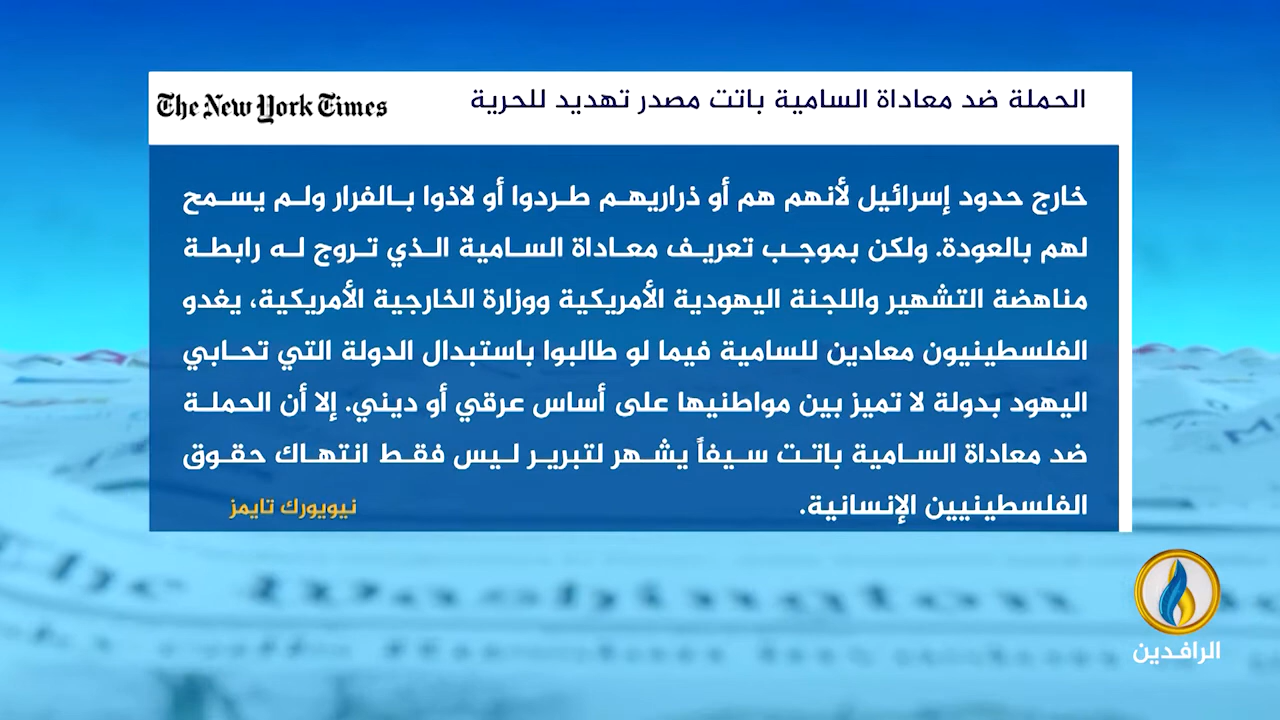 الحملة ضد معاداة السامية باتت مصدر تهديد للحرية
The New York Times
خارج حدود إسرائيل لأنهم هم أو ذراريهم طردوا أو لاذوا بالفرار ولم يسمح
لهم بالعودة. ولكن بموجب تعريف معاداة السامية الذي تروج له رابطة
مناهضة التشهير واللجنة اليهودية الأمريكية ووزارة الخارجية الأمريكية، يغدو
الفلسطينيون معادين للسامية فيما لو طالبوا باستبدال الدولة التي تحابي
اليهود بدولة لا تميز بين مواطنيها على أساس عرقي أو ديني. إلا أن الحملة
ضد معاداة السامية باتت سيفاً يشهر لتبرير ليس فقط انتهاك حقوق
الفلسطينيين الإنسانية.
نيويورك تايمز
The Washington
الرافدين